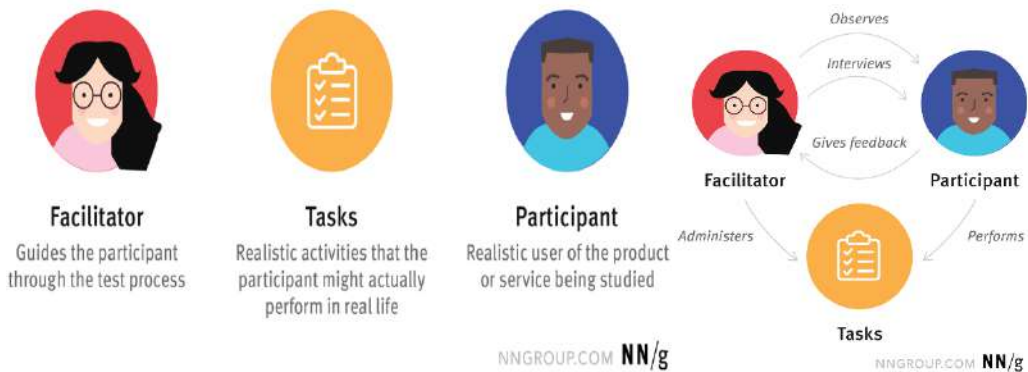 Facilitator
Guides the participant
through the test process
Tasks
Realistic activities that the
participant might actually
perform in real life
Participant
Realistic user of the product
or service being studied
NNGROUP.COM NN/g
Observes
Interviews
Gives feedback
Facilitator
Participant
Administers
Performs
Tasks
NNGROUP.COM NN/g